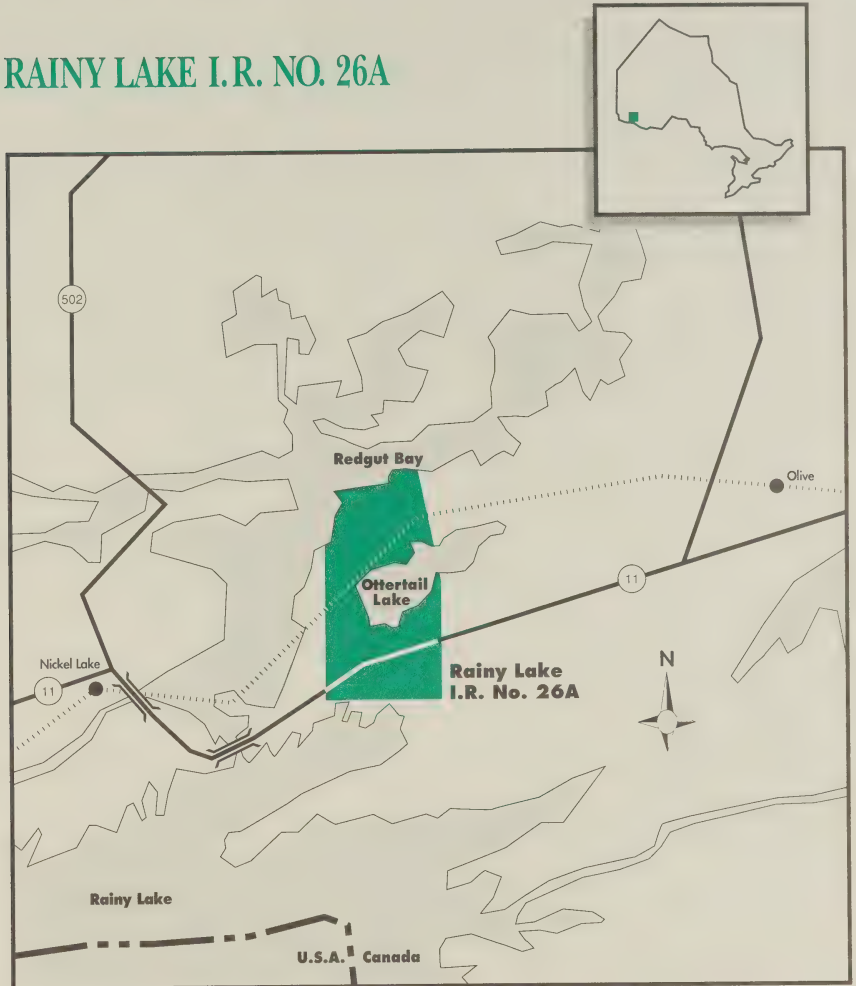 RAINY LAKE I.R. NO. 26A
502
Redgut Bay
Olive
Ottertail
Lake
11
Nickel Lake
11
Rainy Lake
I.R. No. 26A
N
Rainy Lake
U.S.A. Canada